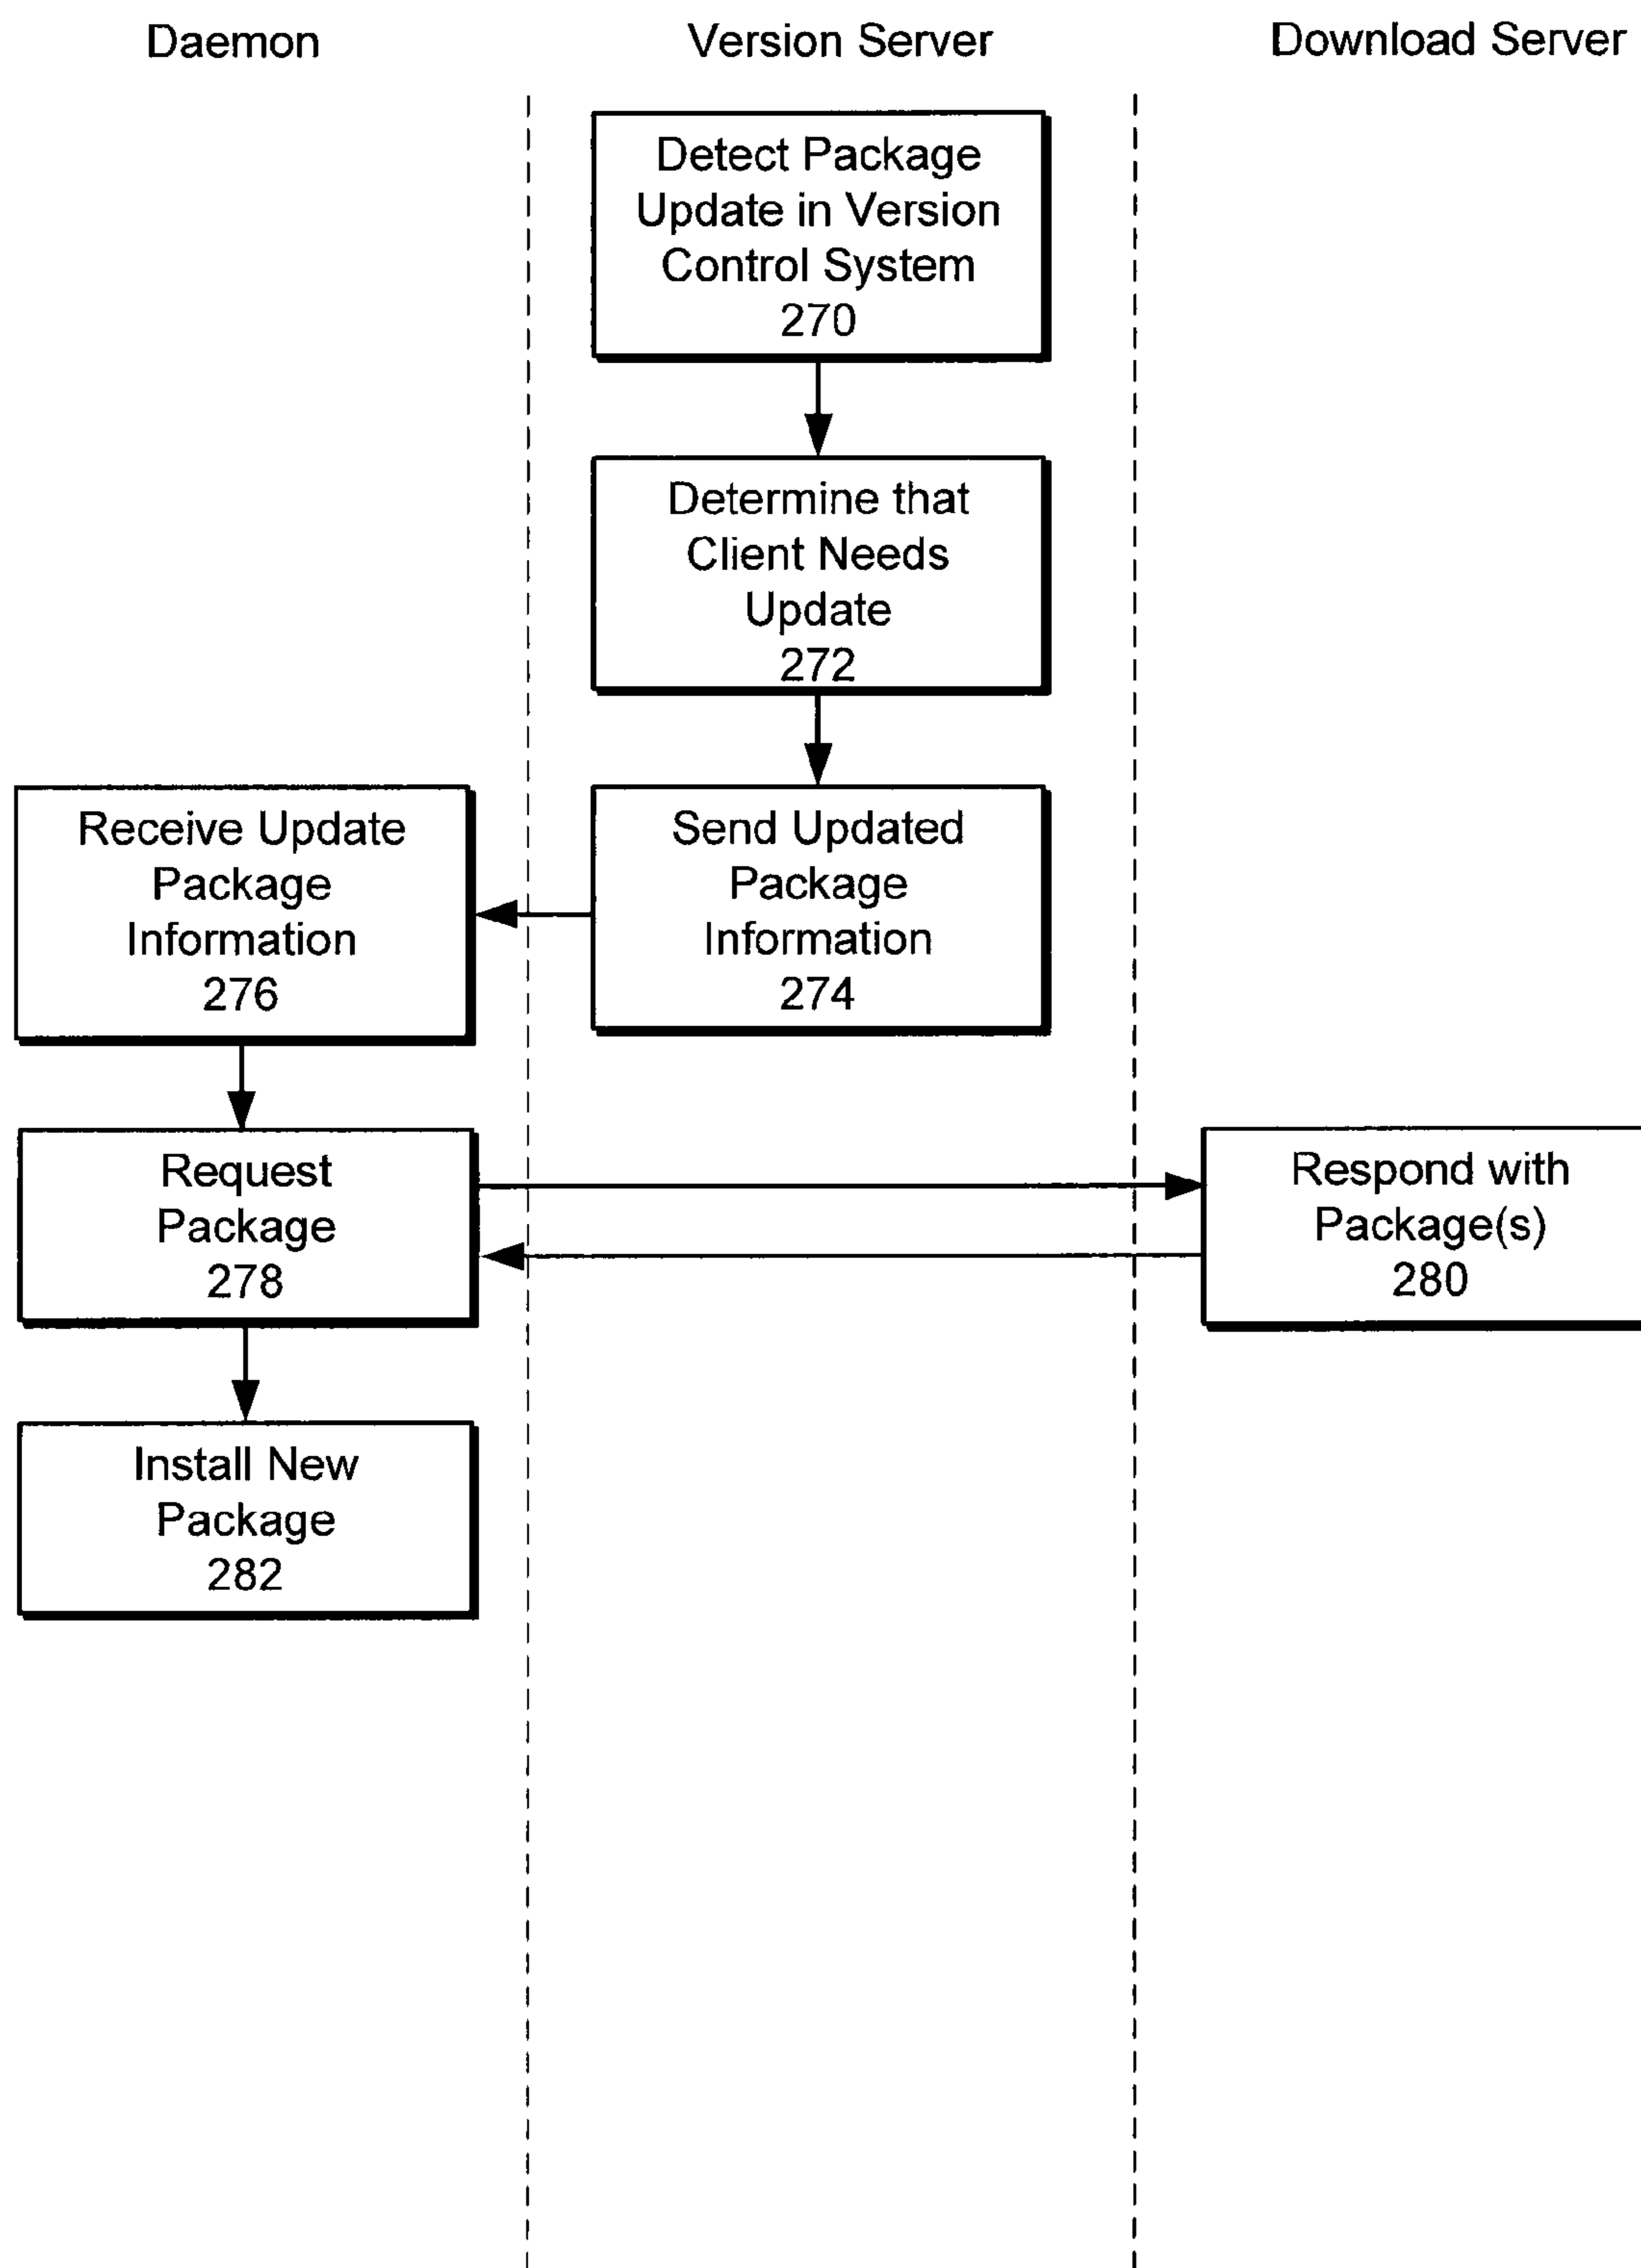 Daemon
Version Server
Download Server
Detect Package
Update in Version
Control System
270
Determine that
Client Needs
Update
272
Receive Update
Package
Information
276
Send Updated
Package
Information
274
Request
Package
278
Respond with
Package(s)
280
Install New
Package
282